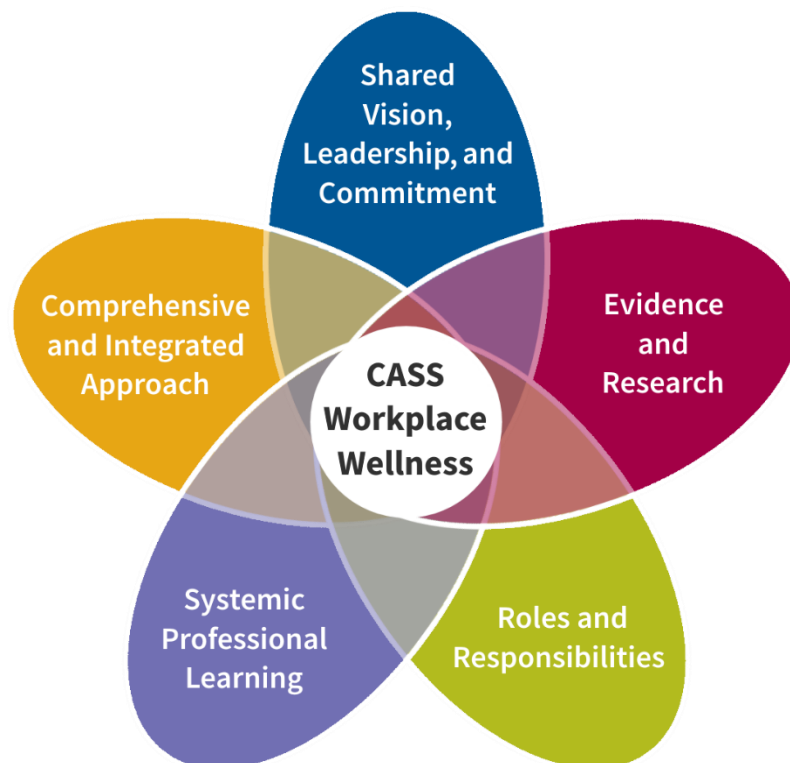 Shared
Vision,
Leadership, and
Commitment
Comprehensive
and Integrated
Approach
Evidence
and
Research
CASS
Workplace
Wellness
Systemic
Professional
Learning
Roles and
Responsibilities